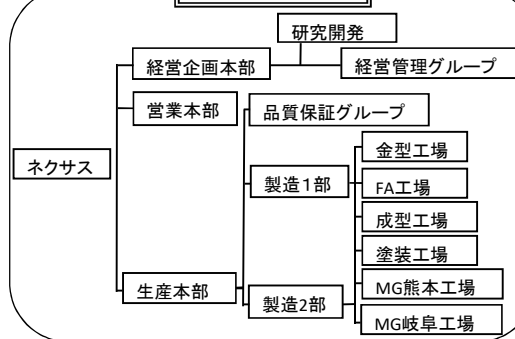 研究開発
経営企画本部
経営管理グループ
営業本部
品質保証グループ
ネクサス
金型工場
製造１部
FA工場
成型工場
塗装工場
生産本部
製造2部
MG熊本工場
MG岐阜工場